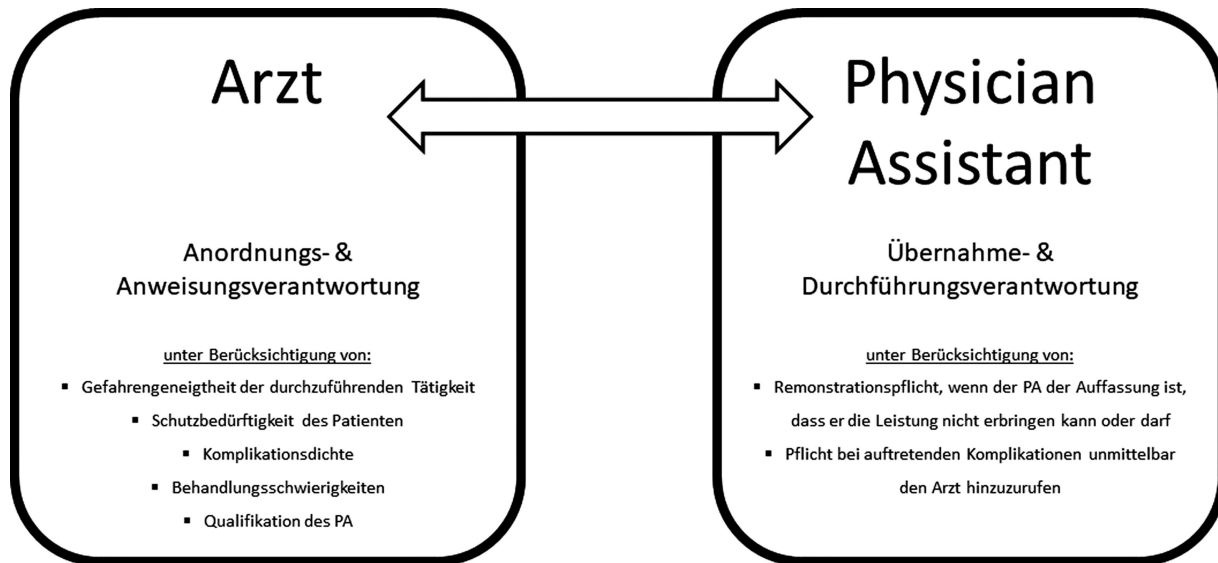 Arzt
Anordnungs- &
Anweisungsverantwortung
unter Berücksichtigung von:
▪ Gefahrengeneigtheit der durchzuführenden Tätigkeit
▪ Schutzbedürftigkeit des Patienten
▪ Komplikationsdichte
▪ Behandlungsschwierigkeiten
▪ Qualifikation des PA
Physician
Assistant
Übernahme- &
Durchführungsverantwortung
unter Berücksichtigung von:
▪ Remonstrationspflicht, wenn der PA der Auffassung ist,
dass er die Leistung nicht erbringen kann oder darf
▪ Pflicht bei auftretenden Komplikationen unmittelbar
den Arzt hinzuzurufen